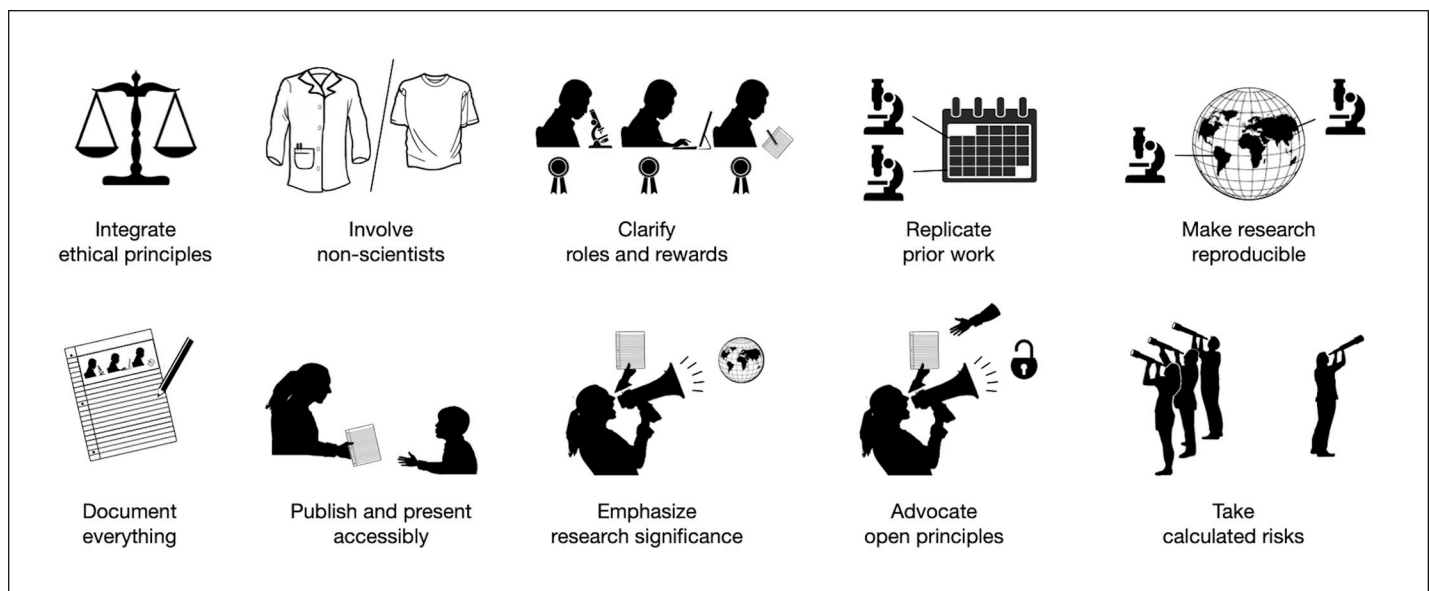 Integrate
ethical principles
Involve
non-scientists
Clarify
roles and rewards
Replicate
prior work
Make research
reproducible
Document
everything
Publish and present
accessibly
Emphasize
research significance
Advocate
open principles
Take
calculated risks